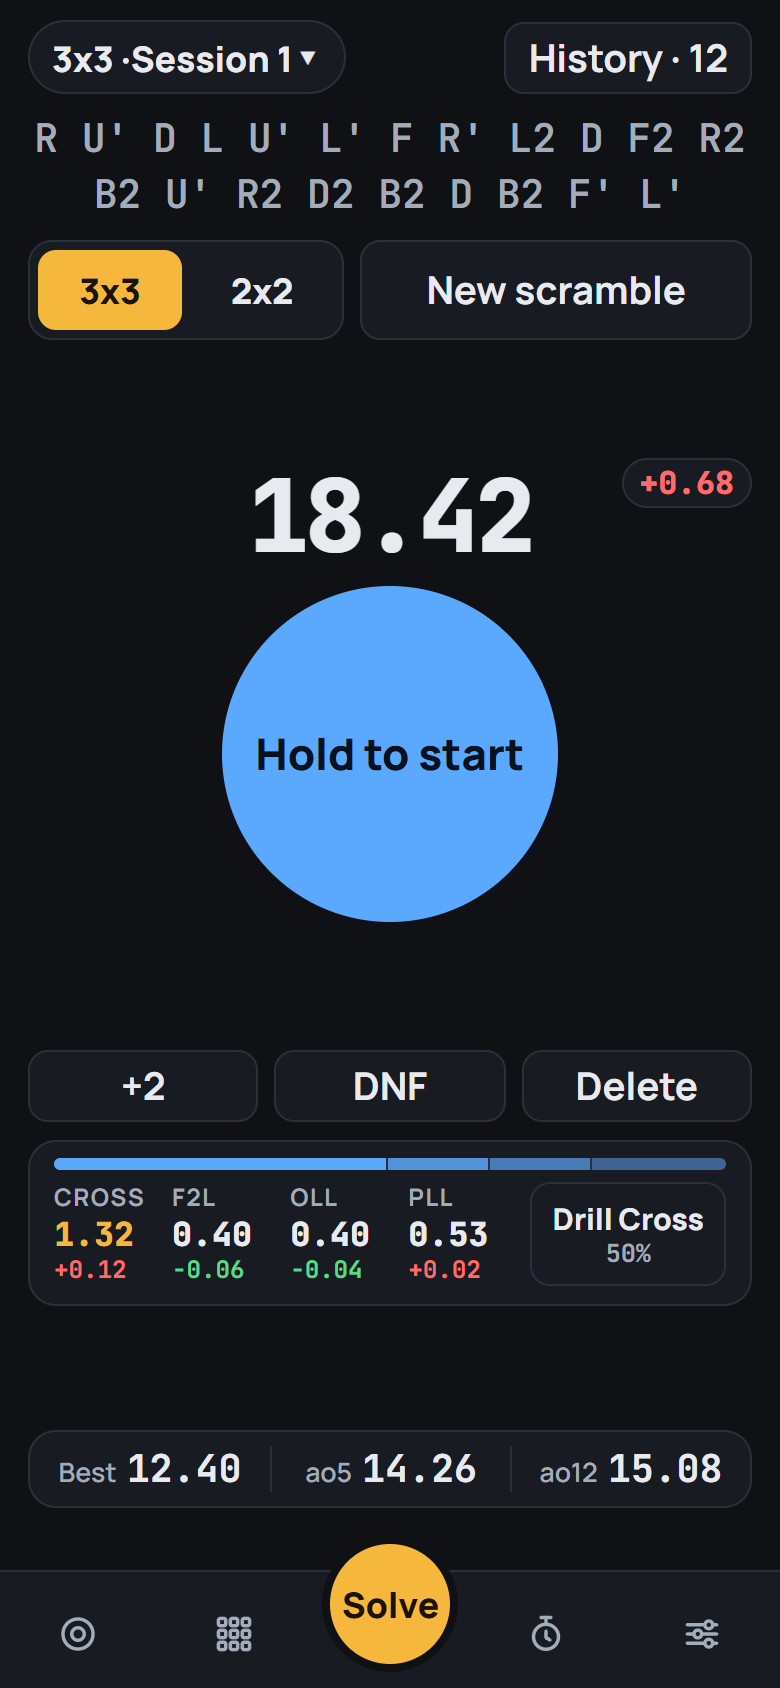 3x3 ·Session 1 ▼
History · 12
R U' D L U' L' F R' L2 D F2 R2
B2 U' R2 D2 B2 D B2 F' L'
3x3 2x2 New scramble
+0.68
18.42
Hold to start
+2 DNF Delete
CROSS F2L OLL PLL
1.32 0.40 0.40 0.53
+0.12 -0.06 -0.04 +0.02
Drill Cross
50%
Best 12.40 ao5 14.26 ao12 15.08
Solve